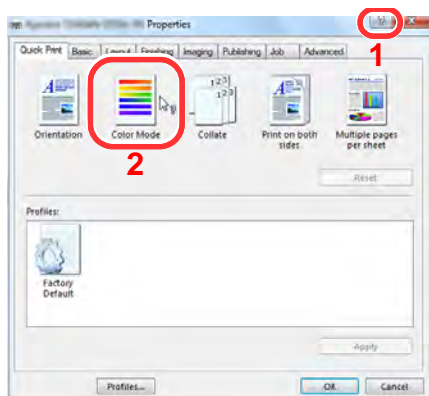 Properties
? X
1
Quick Print Basic Layout Finishing Imaging Publishing Job Advanced
Orientation Color Mode Collate Print on both sides Multiple pages per sheet
2
Reset
Profiles:
Factory
Default
Apply
Profiles... OK Cancel